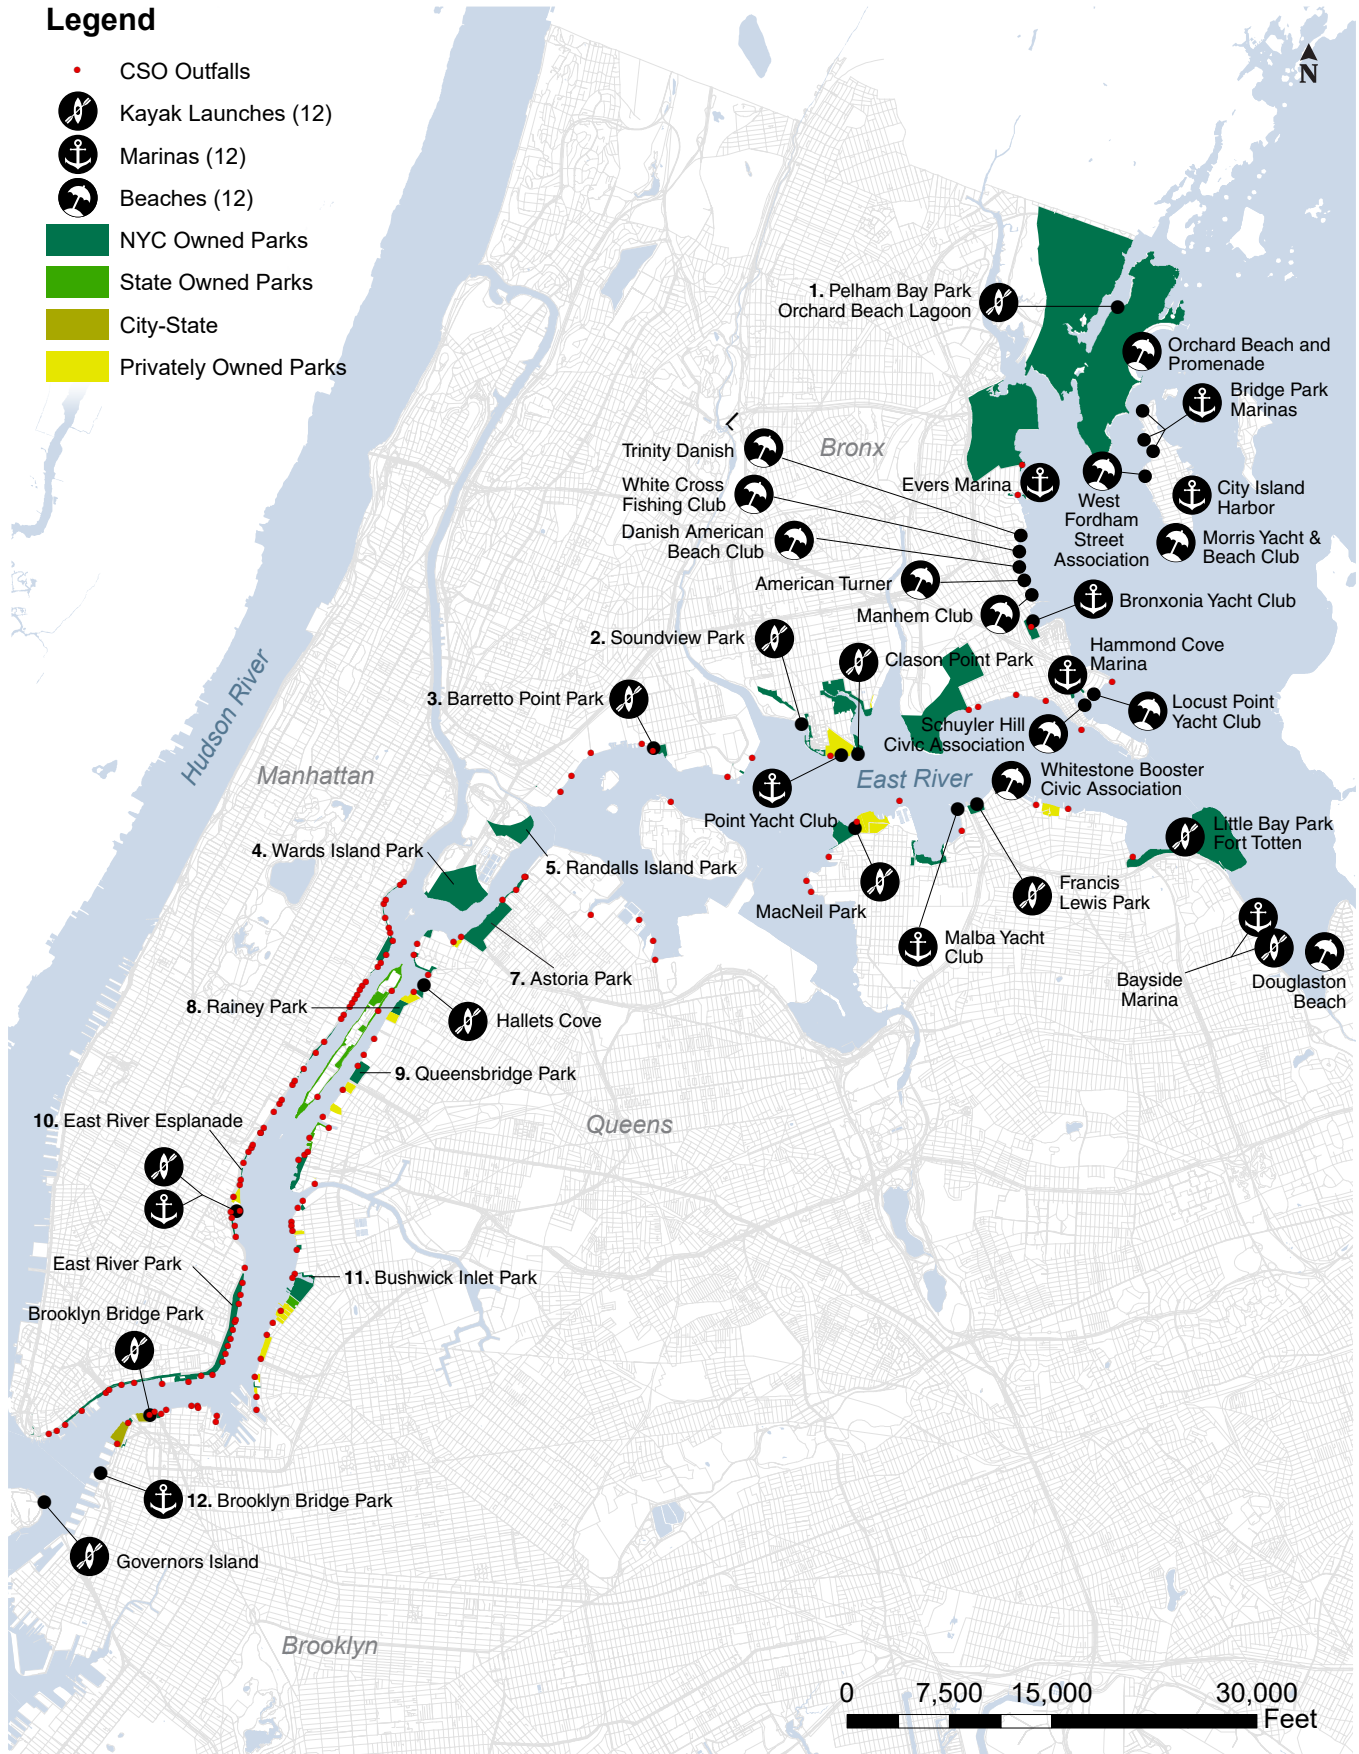 Legend
CSO Outfalls
Kayak Launches (12)
Marinas (12)
Beaches (12)
NYC Owned Parks
State Owned Parks
City-State
Privately Owned Parks
N
1. Pelham Bay Park
Orchard Beach Lagoon
Orchard Beach and
Promenade
Bridge Park
Marinas
Bronx
Trinity Danish
White Cross
Fishing Club
Evers Marina
West
Fordham
Street
Association
City Island
Harbor
Danish American
Beach Club
Morris Yacht &
Beach Club
American Turner
Manhem Club
Bronxonia Yacht Club
2. Soundview Park
Clason Point Park
Hammond Cove
Marina
3. Barretto Point Park
Locust Point
Yacht Club
Schuyler Hill
Civic Association
Hudson River
Manhattan
East River
Whitestone Booster
Civic Association
Point Yacht Club
Little Bay Park
Fort Totten
4. Wards Island Park
5. Randalls Island Park
MacNeil Park
Francis
Lewis Park
Malba Yacht
Club
7. Astoria Park
Bayside
Marina
Douglaston
Beach
8. Rainey Park
Hallets Cove
9. Queensbridge Park
10. East River Esplanade
Queens
East River Park
11. Bushwick Inlet Park
Brooklyn Bridge Park
12. Brooklyn Bridge Park
Governors Island
Brooklyn
0 7,500 15,000 30,000
Feet